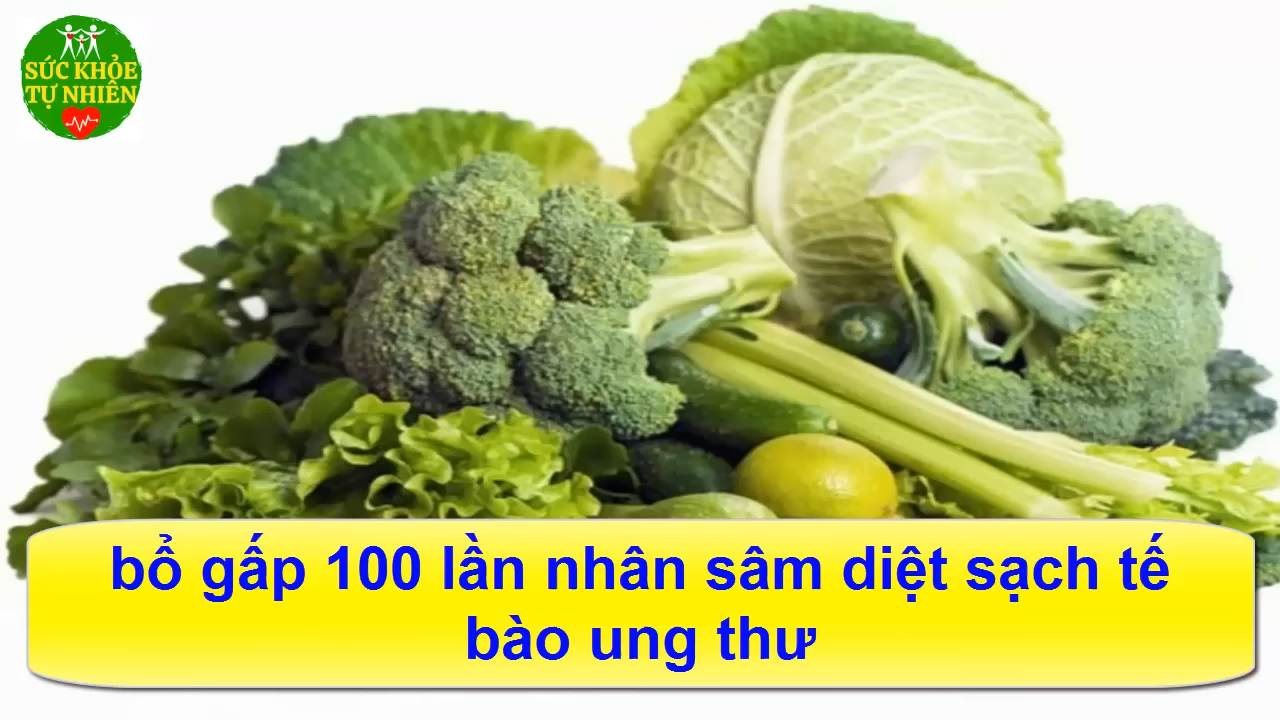 SỨC KHỎE
TỰ NHIÊN
bổ gấp 100 lần nhân sâm diệt sạch tế
bào ung thư